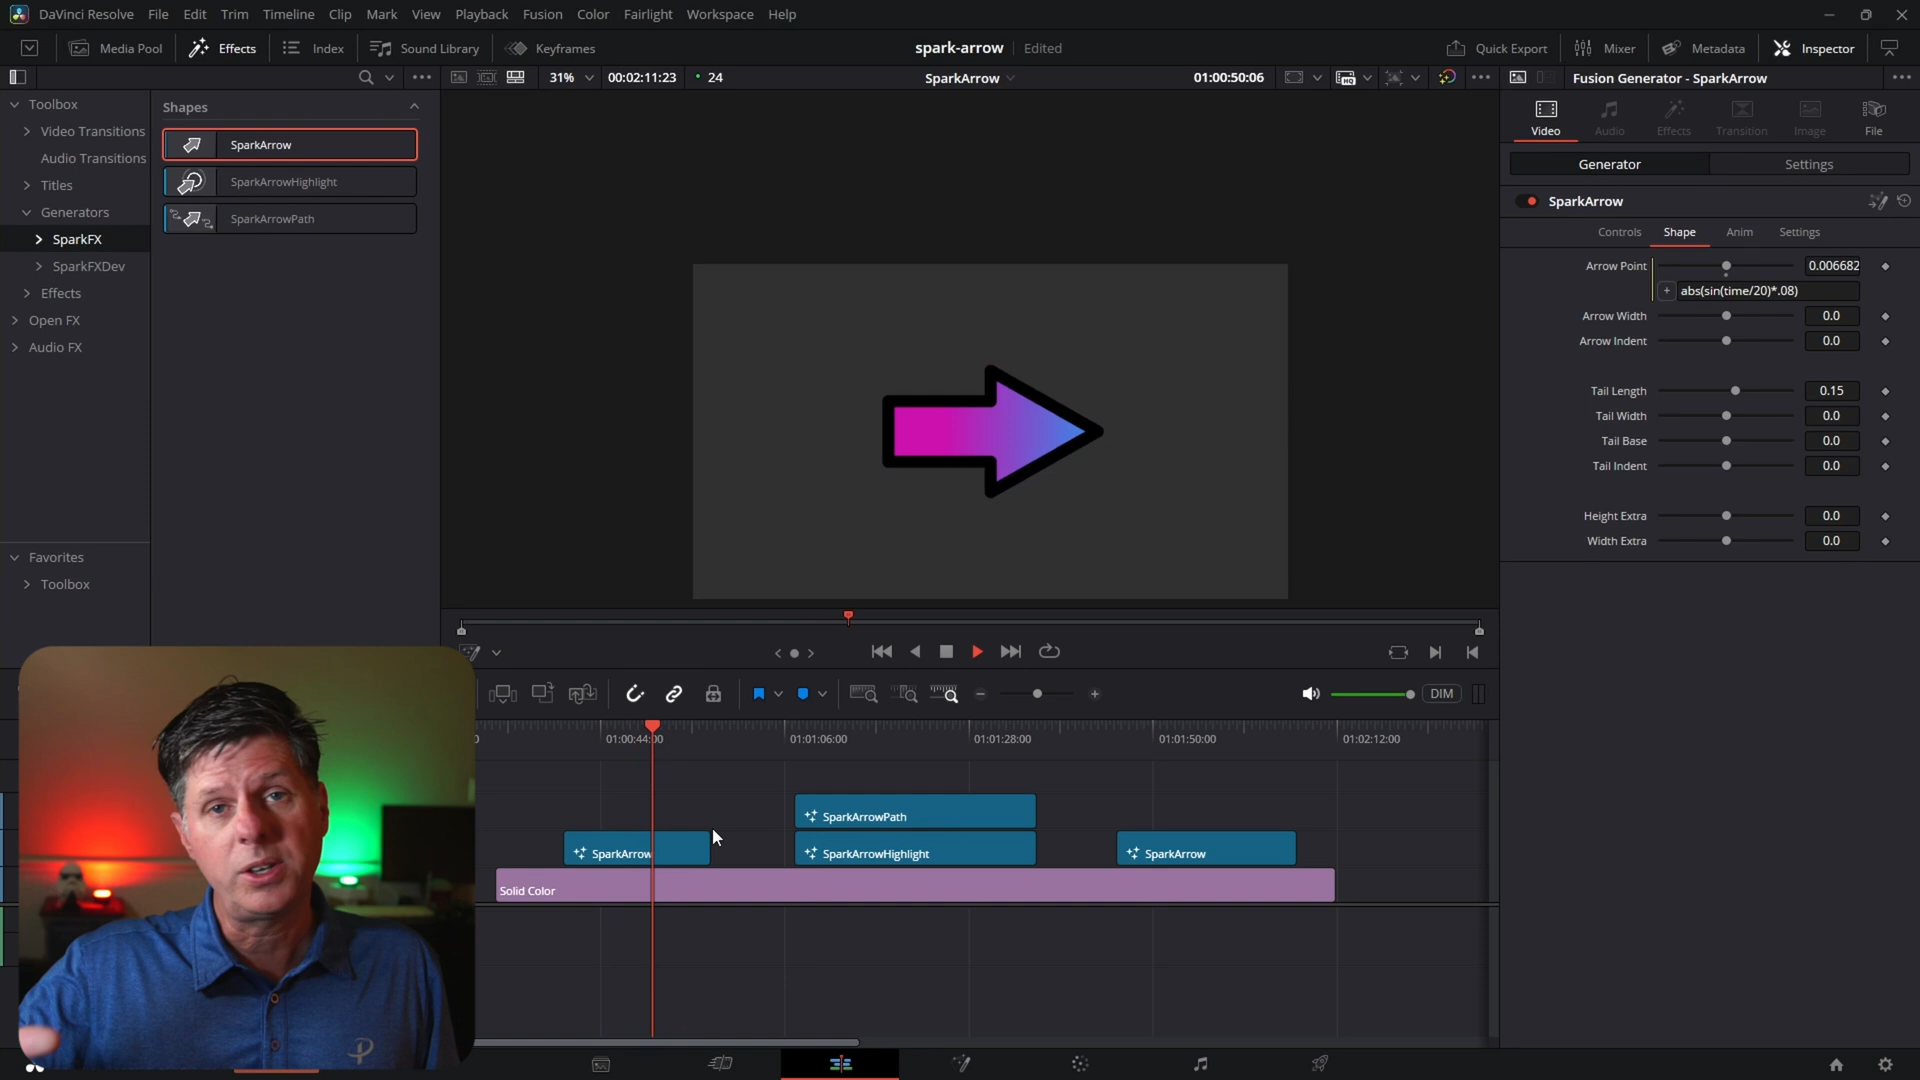 DaVinci Resolve File Edit Trim Timeline Clip Mark View Playback Fusion Color Fairlight Workspace Help
Media Pool Effects Index Sound Library Keyframes spark-arrow Edited Quick Export Mixer Metadata Inspector
31% 00:02:11:23 24 SparkArrow 01:00:50:06 Fusion Generator - SparkArrow
Toolbox
Video Transitions
Audio Transitions
Titles
Generators
SparkFX
SparkFXDev
Effects
Open FX
Audio FX
Favorites
Toolbox
Shapes
SparkArrow
SparkArrowHighlight
SparkArrowPath
Video Audio Effects Transition Image File
Generator Settings
SparkArrow
Controls Shape Anim Settings
Arrow Point 0.006682
abs(sin(time/20)*.08)
Arrow Width 0.0
Arrow Indent 0.0
Tail Length 0.15
Tail Width 0.0
Tail Base 0.0
Tail Indent 0.0
Height Extra 0.0
Width Extra 0.0
DIM
01:00:44:00 01:01:06:00 01:01:28:00 01:01:50:00 01:02:12:00
SparkArrowPath
SparkArrow SparkArrowHighlight SparkArrow
Solid Color